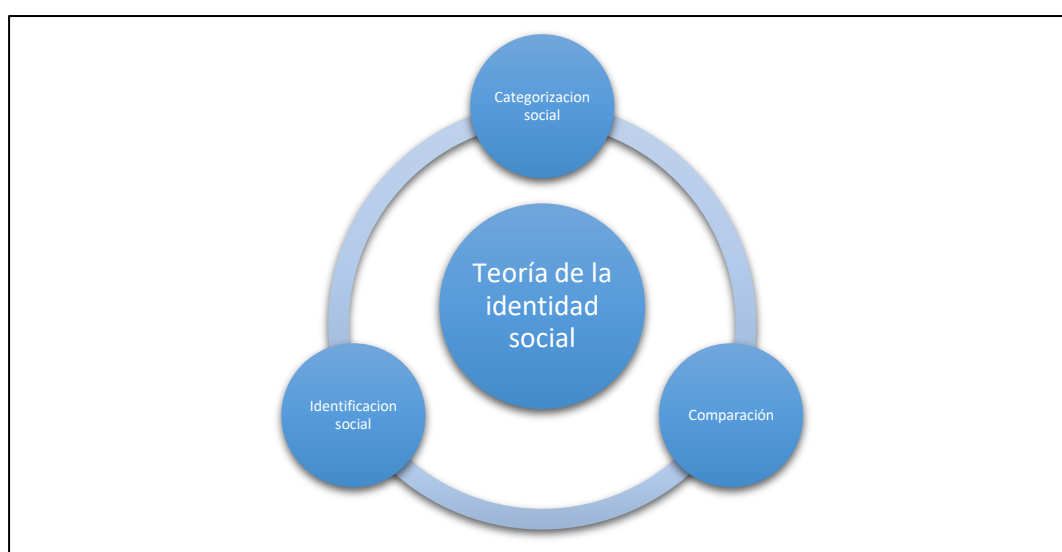 Categorizacion
social
Teoría de la
identidad
social
Identificacion
social
Comparación